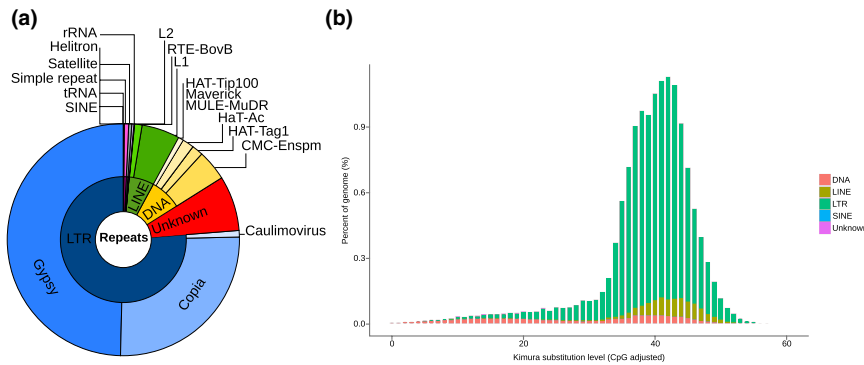 (a)
rRNA
Helitron
Satellite
Simple repeat
tRNA
SINE
L2
RTE-BovB
L1
HAT-Tip100
Maverick
MULE-MuDR
HaT-Ac
HAT-Tag1
CMC-Enspm
LINE
DNA
Unknown
LTR
Repeats
Caulimovirus
Gypsy
Copia
(b)
Percent of genome (%)
0.9
0.6
0.3
0.0
0
20
40
60
Kimura substitution level (CpG adjusted)
DNA
LINE
LTR
SINE
Unknow